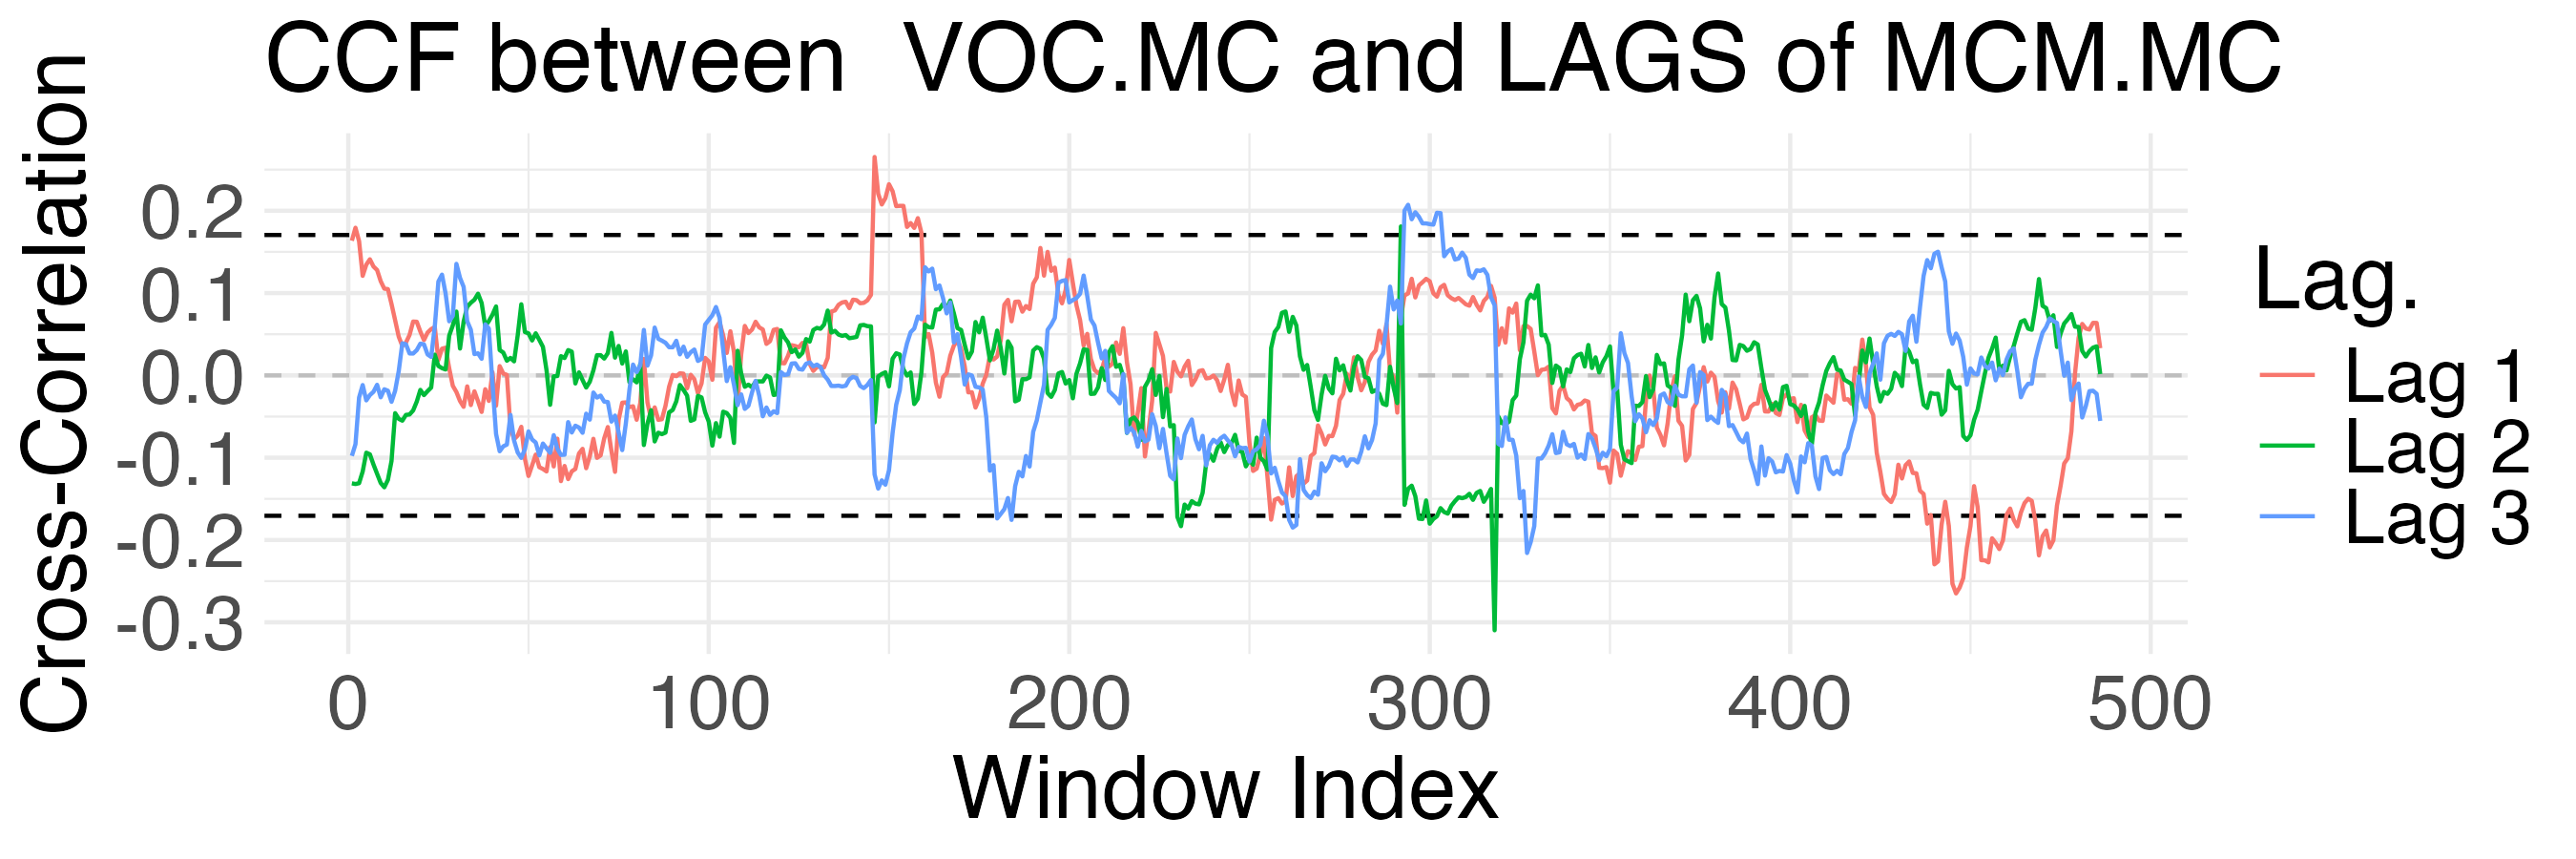 CCF between  VOC.MC and LAGS of MCM.MC
Cross-Correlation
0.2
0.1
0.0
-0.1
-0.2
-0.3
0 100 200 300 400 500
Window Index
Lag.
Lag 1
Lag 2
Lag 3